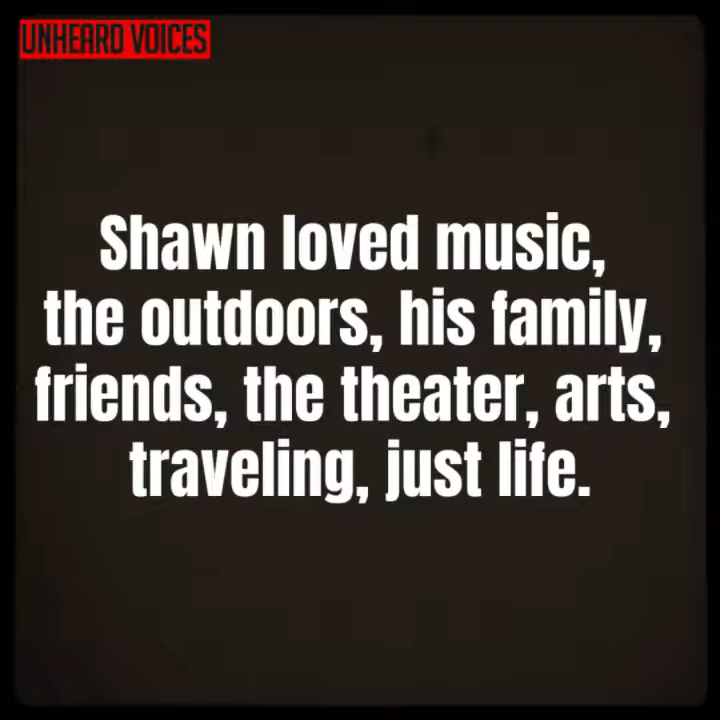 UNHEARD VOICES
Shawn loved music,
the outdoors, his family,
friends, the theater, arts,
traveling, just life.